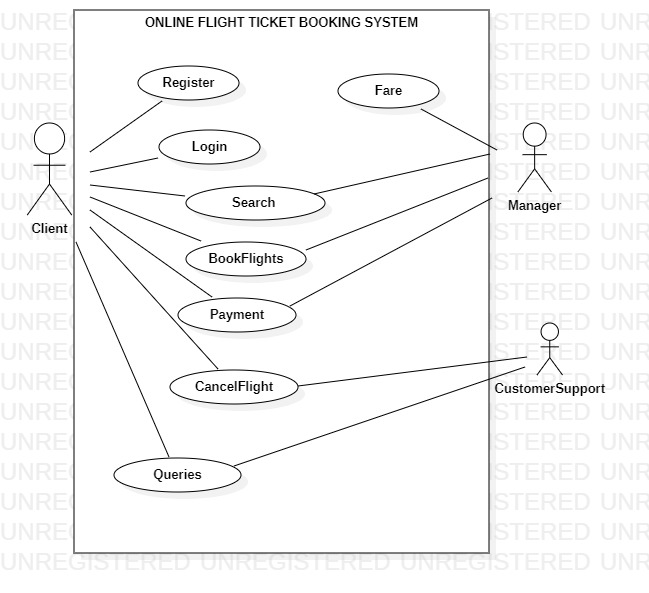 ONLINE FLIGHT TICKET BOOKING SYSTEM
Register
Fare
Login
Search
Manager
Client
BookFlights
Payment
CancelFlight
CustomerSupport
Queries
UNREGISTERED UNREGISTERED UNREGISTERED UNR